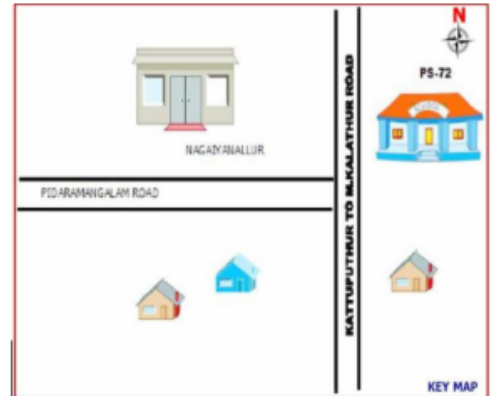 N
PS-72
NAGAIYANALLUR
PIDARAMANGALAM ROAD
KATTUPUTHUR TO M.KALATHUR ROAD
KEY MAP